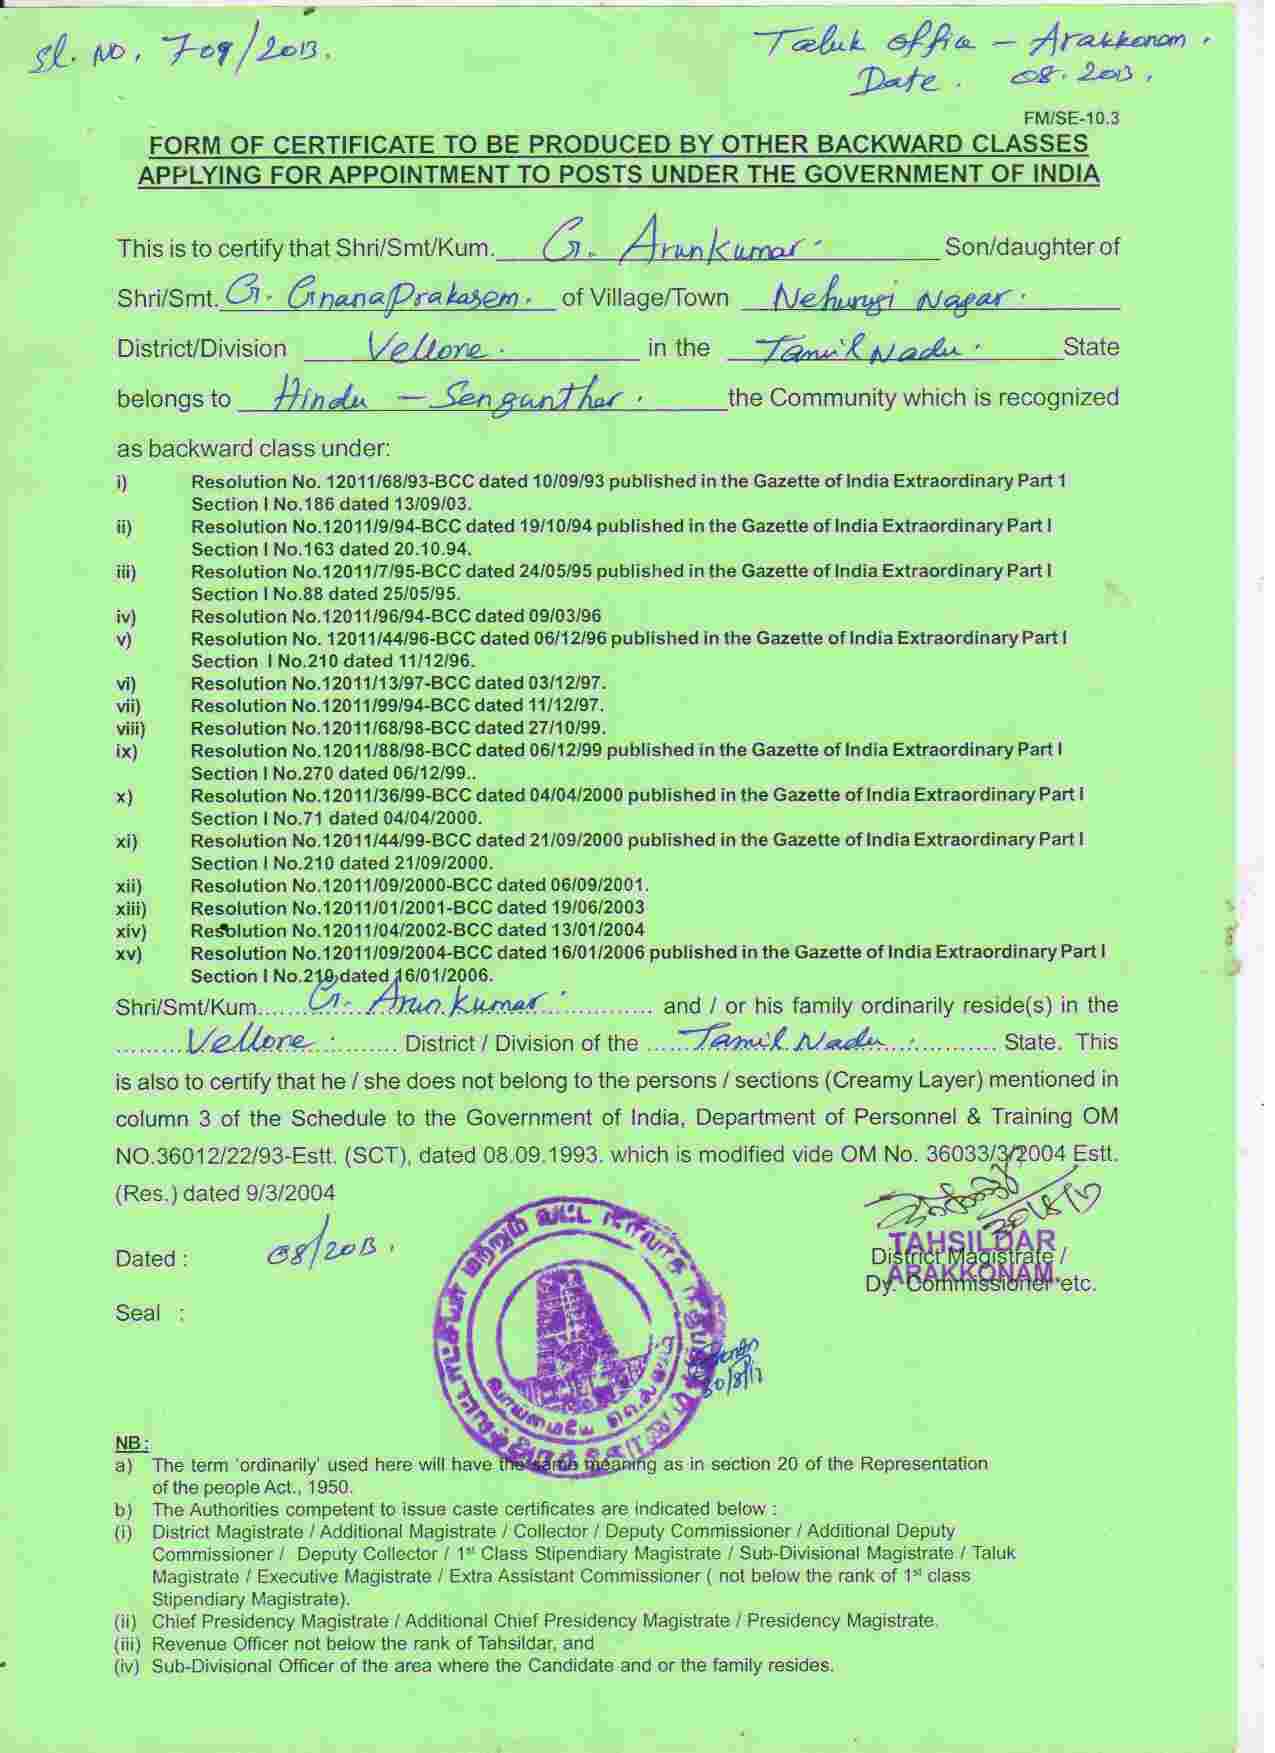 Sl. No. 709/2013.
Taluk Office - Arakkonam.
Date. 08.2013.
FM/SE-10.3
FORM OF CERTIFICATE TO BE PRODUCED BY OTHER BACKWARD CLASSES
APPLYING FOR APPOINTMENT TO POSTS UNDER THE GOVERNMENT OF INDIA
This is to certify that Shri/Smt/Kum. G. Arunkumar. Son/daughter of
Shri/Smt. G. Gnanaprakasem. of Village/Town Nehurugi Nagar.
District/Division Vellore. in the Tamil Nadu. State
belongs to Hindu - Senganthar. the Community which is recognized
as backward class under:
i) Resolution No. 12011/68/93-BCC dated 10/09/93 published in the Gazette of India Extraordinary Part 1
Section I No.186 dated 13/09/03.
ii) Resolution No.12011/9/94-BCC dated 19/10/94 published in the Gazette of India Extraordinary Part I
Section I No.163 dated 20.10.94.
iii) Resolution No.12011/7/95-BCC dated 24/05/95 published in the Gazette of India Extraordinary Part I
Section I No.88 dated 25/05/95.
iv) Resolution No.12011/96/94-BCC dated 09/03/96
v) Resolution No. 12011/44/96-BCC dated 06/12/96 published in the Gazette of India Extraordinary Part I
Section I No.210 dated 11/12/96.
vi) Resolution No.12011/13/97-BCC dated 03/12/97.
vii) Resolution No.12011/99/94-BCC dated 11/12/97.
viii) Resolution No.12011/68/98-BCC dated 27/10/99.
ix) Resolution No.12011/88/98-BCC dated 06/12/99 published in the Gazette of India Extraordinary Part I
Section I No.270 dated 06/12/99..
x) Resolution No.12011/36/99-BCC dated 04/04/2000 published in the Gazette of India Extraordinary Part I
Section I No.71 dated 04/04/2000.
xi) Resolution No.12011/44/99-BCC dated 21/09/2000 published in the Gazette of India Extraordinary Part I
Section I No.210 dated 21/09/2000.
xii) Resolution No.12011/09/2000-BCC dated 06/09/2001.
xiii) Resolution No.12011/01/2001-BCC dated 19/06/2003
xiv) Resolution No.12011/04/2002-BCC dated 13/01/2004
xv) Resolution No.12011/09/2004-BCC dated 16/01/2006 published in the Gazette of India Extraordinary Part I
Section I No.210 dated 16/01/2006.
Shri/Smt/Kum. G. Arun kumar. and / or his family ordinarily reside(s) in the
Vellore. District / Division of the Tamil Nadu. State. This
is also to certify that he / she does not belong to the persons / sections (Creamy Layer) mentioned in
column 3 of the Schedule to the Government of India, Department of Personnel & Training OM
NO.36012/22/93-Estt. (SCT), dated 08.09.1993. which is modified vide OM No. 36033/3/2004 Estt.
(Res.) dated 9/3/2004
Dated : 08/2013.
TAHSILDAR
District Magistrate /
ARAKKONAM.
Dy. Commissioner etc.
Seal :
30/8/13
NB:
a) The term 'ordinarily' used here will have the same meaning as in section 20 of the Representation
of the people Act., 1950.
b) The Authorities competent to issue caste certificates are indicated below :
(i) District Magistrate / Additional Magistrate / Collector / Deputy Commissioner / Additional Deputy
Commissioner / Deputy Collector / 1st Class Stipendiary Magistrate / Sub-Divisional Magistrate / Taluk
Magistrate / Executive Magistrate / Extra Assistant Commissioner ( not below the rank of 1st class
Stipendiary Magistrate).
(ii) Chief Presidency Magistrate / Additional Chief Presidency Magistrate / Presidency Magistrate.
(iii) Revenue Officer not below the rank of Tahsildar, and
(iv) Sub-Divisional Officer of the area where the Candidate and or the family resides.